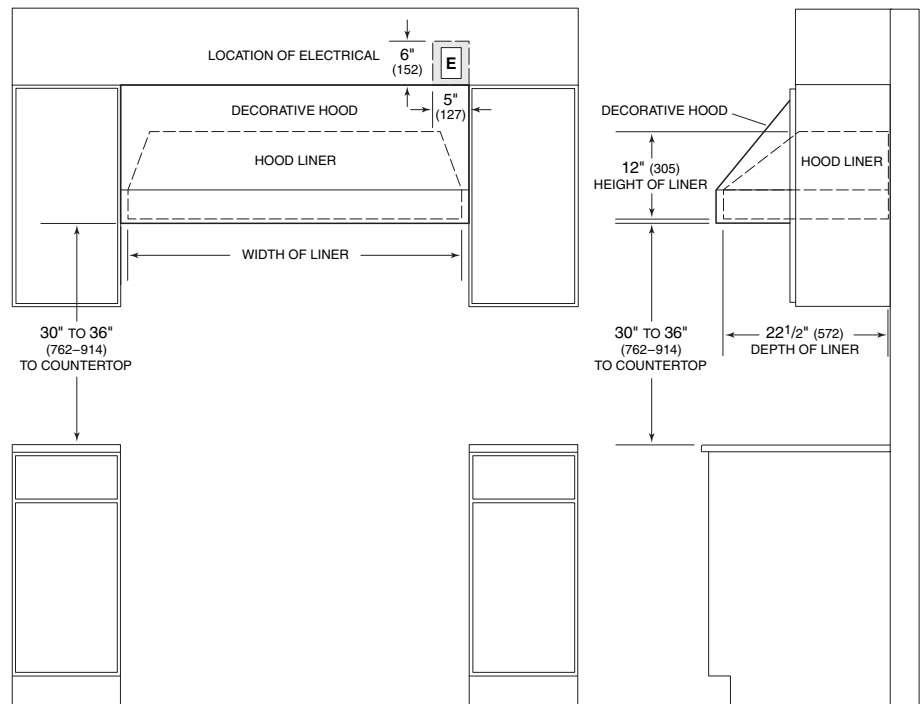 LOCATION OF ELECTRICAL
6"
(152)
E
5"
(127)
DECORATIVE HOOD
HOOD LINER
WIDTH OF LINER
30" TO 36"
(762–914)
TO COUNTERTOP
DECORATIVE HOOD
HOOD LINER
12" (305)
HEIGHT OF LINER
30" TO 36"
(762–914)
TO COUNTERTOP
22 1/2" (572)
DEPTH OF LINER